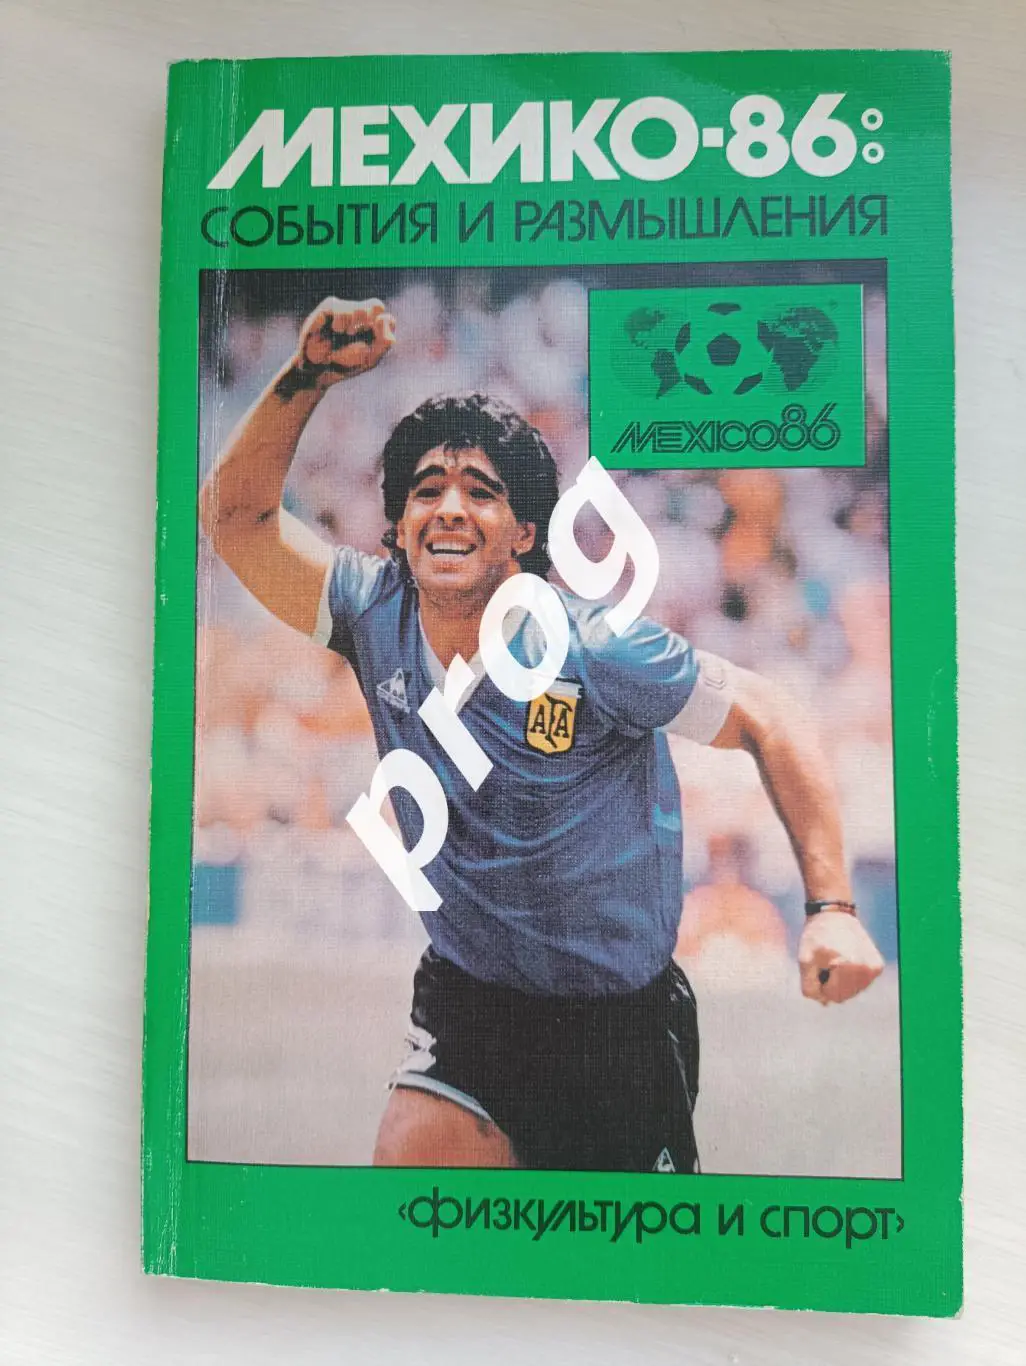 МЕХИКО-86:
СОБЫТИЯ И РАЗМЫШЛЕНИЯ
MEXICO86
AFA
prog
‹физкультура и спорт›